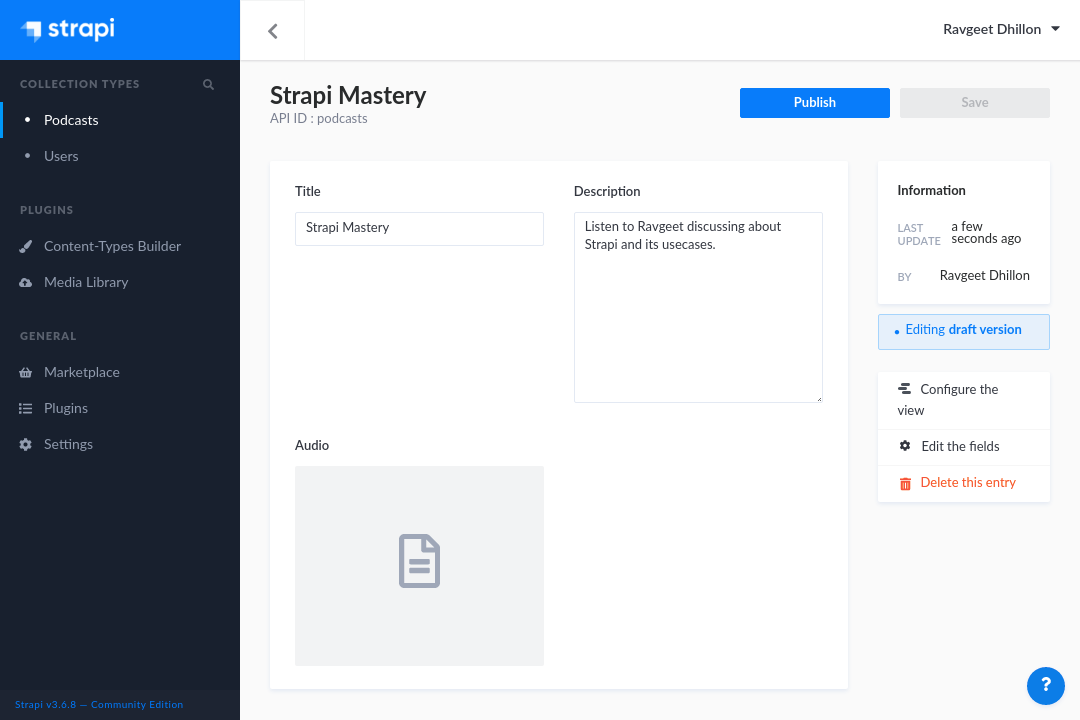 strapi
Ravgeet Dhillon
COLLECTION TYPES
Podcasts
Users
PLUGINS
Content-Types Builder
Media Library
GENERAL
Marketplace
Plugins
Settings
Strapi v3.6.8 — Community Edition
Strapi Mastery
API ID : podcasts
Publish
Save
Title
Strapi Mastery
Description
Listen to Ravgeet discussing about
Strapi and its usecases.
Audio
Information
LAST
UPDATE
a few
seconds ago
BY
Ravgeet Dhillon
Editing draft version
Configure the
view
Edit the fields
Delete this entry
?